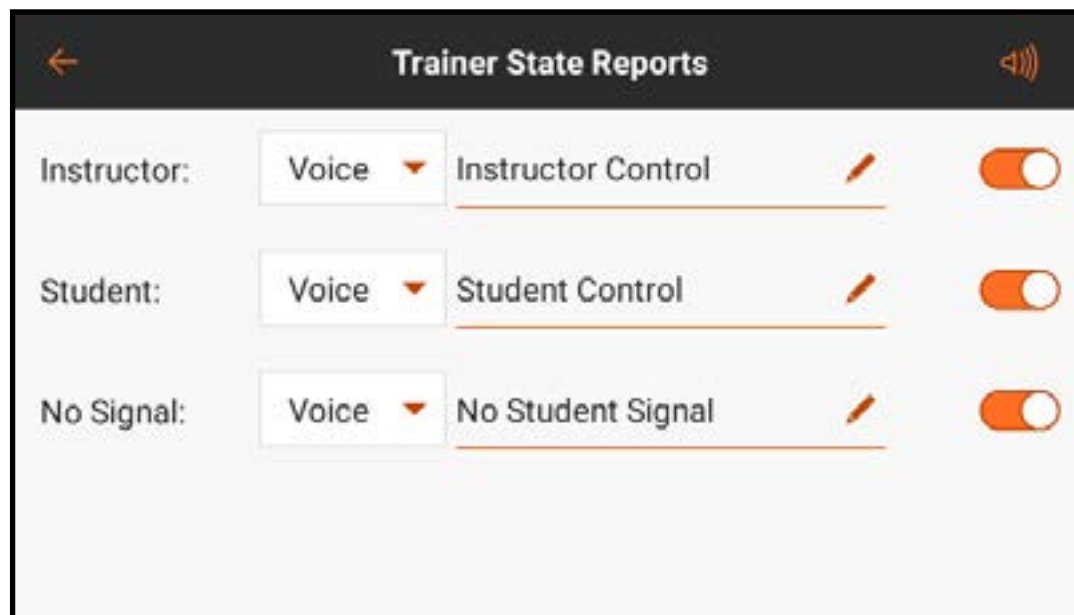 Trainer State Reports
Instructor: Voice Instructor Control
Student: Voice Student Control
No Signal: Voice No Student Signal